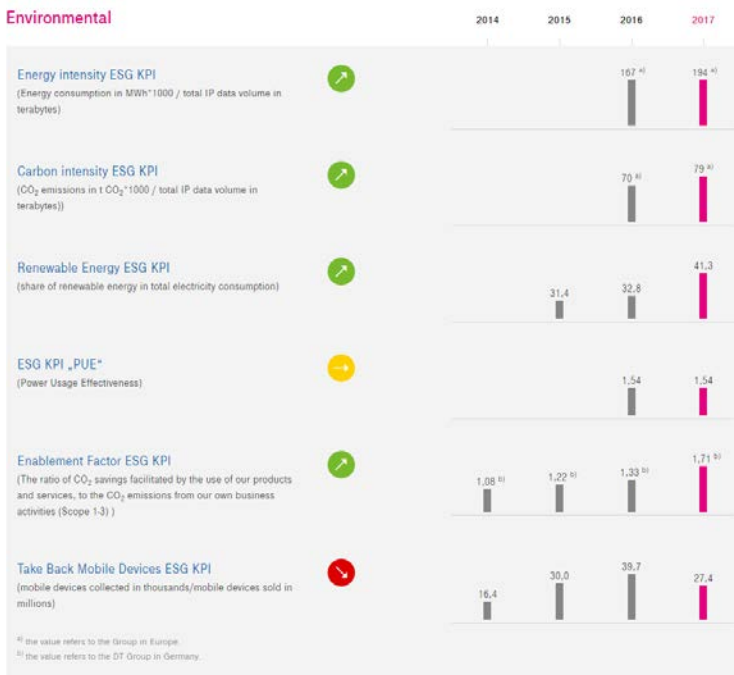 Environmental 2014 2015 2016 2017
Energy intensity ESG KPI
(Energy consumption in MWh*1000 / total IP data volume in
terabytes)
167 a) 194 a)
Carbon intensity ESG KPI
(CO2 emissions in t CO2*1000 / total IP data volume in
terabytes))
70 a) 79 a)
Renewable Energy ESG KPI
(share of renewable energy in total electricity consumption)
31,4 32,8 41,3
ESG KPI „PUE“
(Power Usage Effectiveness)
1,54 1,54
Enablement Factor ESG KPI
(The ratio of CO2 savings facilitated by the use of our products
and services, to the CO2 emissions from our own business
activities (Scope 1-3) )
1,08 b) 1,22 b) 1,33 b) 1,71 b)
Take Back Mobile Devices ESG KPI
(mobile devices collected in thousands/mobile devices sold in
millions)
16,4 30,0 39,7 27,4
a) the value refers to the Group in Europe.
b) the value refers to the DT Group in Germany.